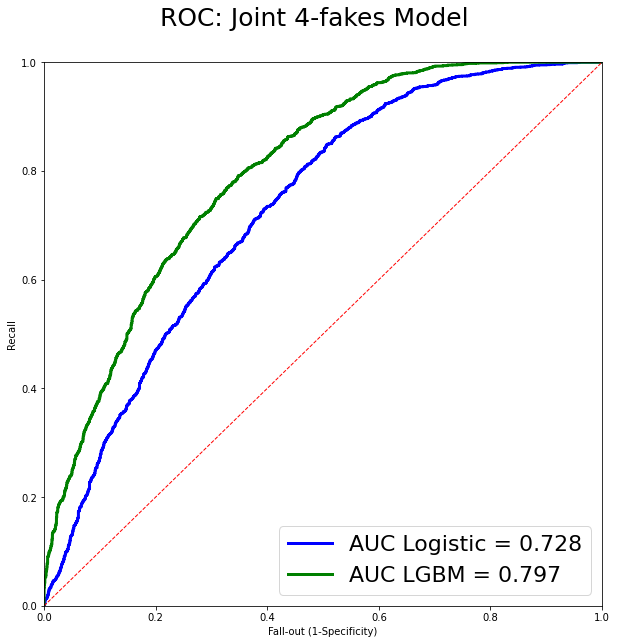 ROC: Joint 4-fakes Model
1.0
0.8
0.6
0.4
0.2
0.0
Recall
AUC Logistic = 0.728
AUC LGBM = 0.797
0.0 0.2 0.4 0.6 0.8 1.0
Fall-out (1-Specificity)